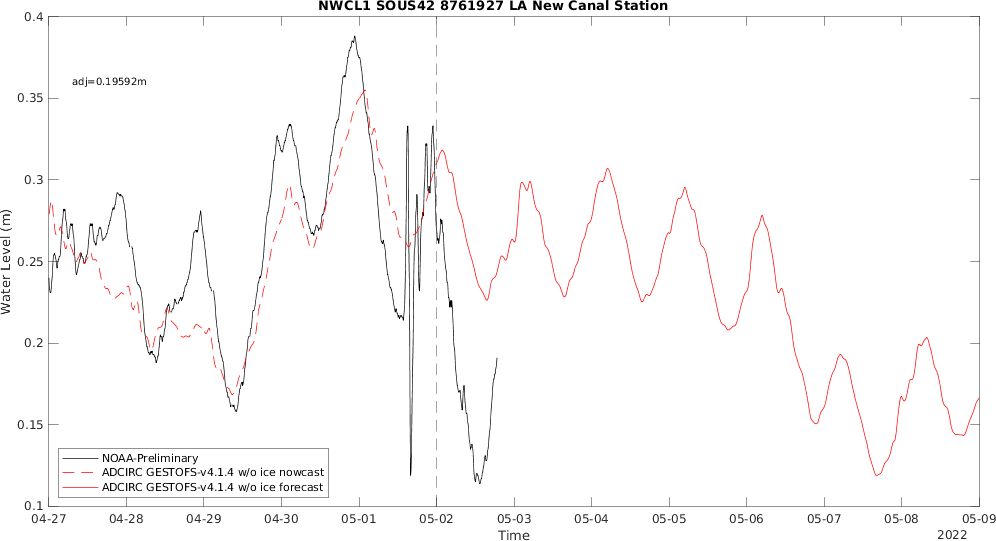 NWCL1 SOUS42 8761927 LA New Canal Station
0.4
0.35
0.3
0.25
0.2
0.15
0.1
Water Level (m)
adj=0.19592m
NOAA-Preliminary
ADCIRC GESTOFS-v4.1.4 w/o ice nowcast
ADCIRC GESTOFS-v4.1.4 w/o ice forecast
04-27 04-28 04-29 04-30 05-01 05-02 05-03 05-04 05-05 05-06 05-07 05-08 05-09
Time
2022